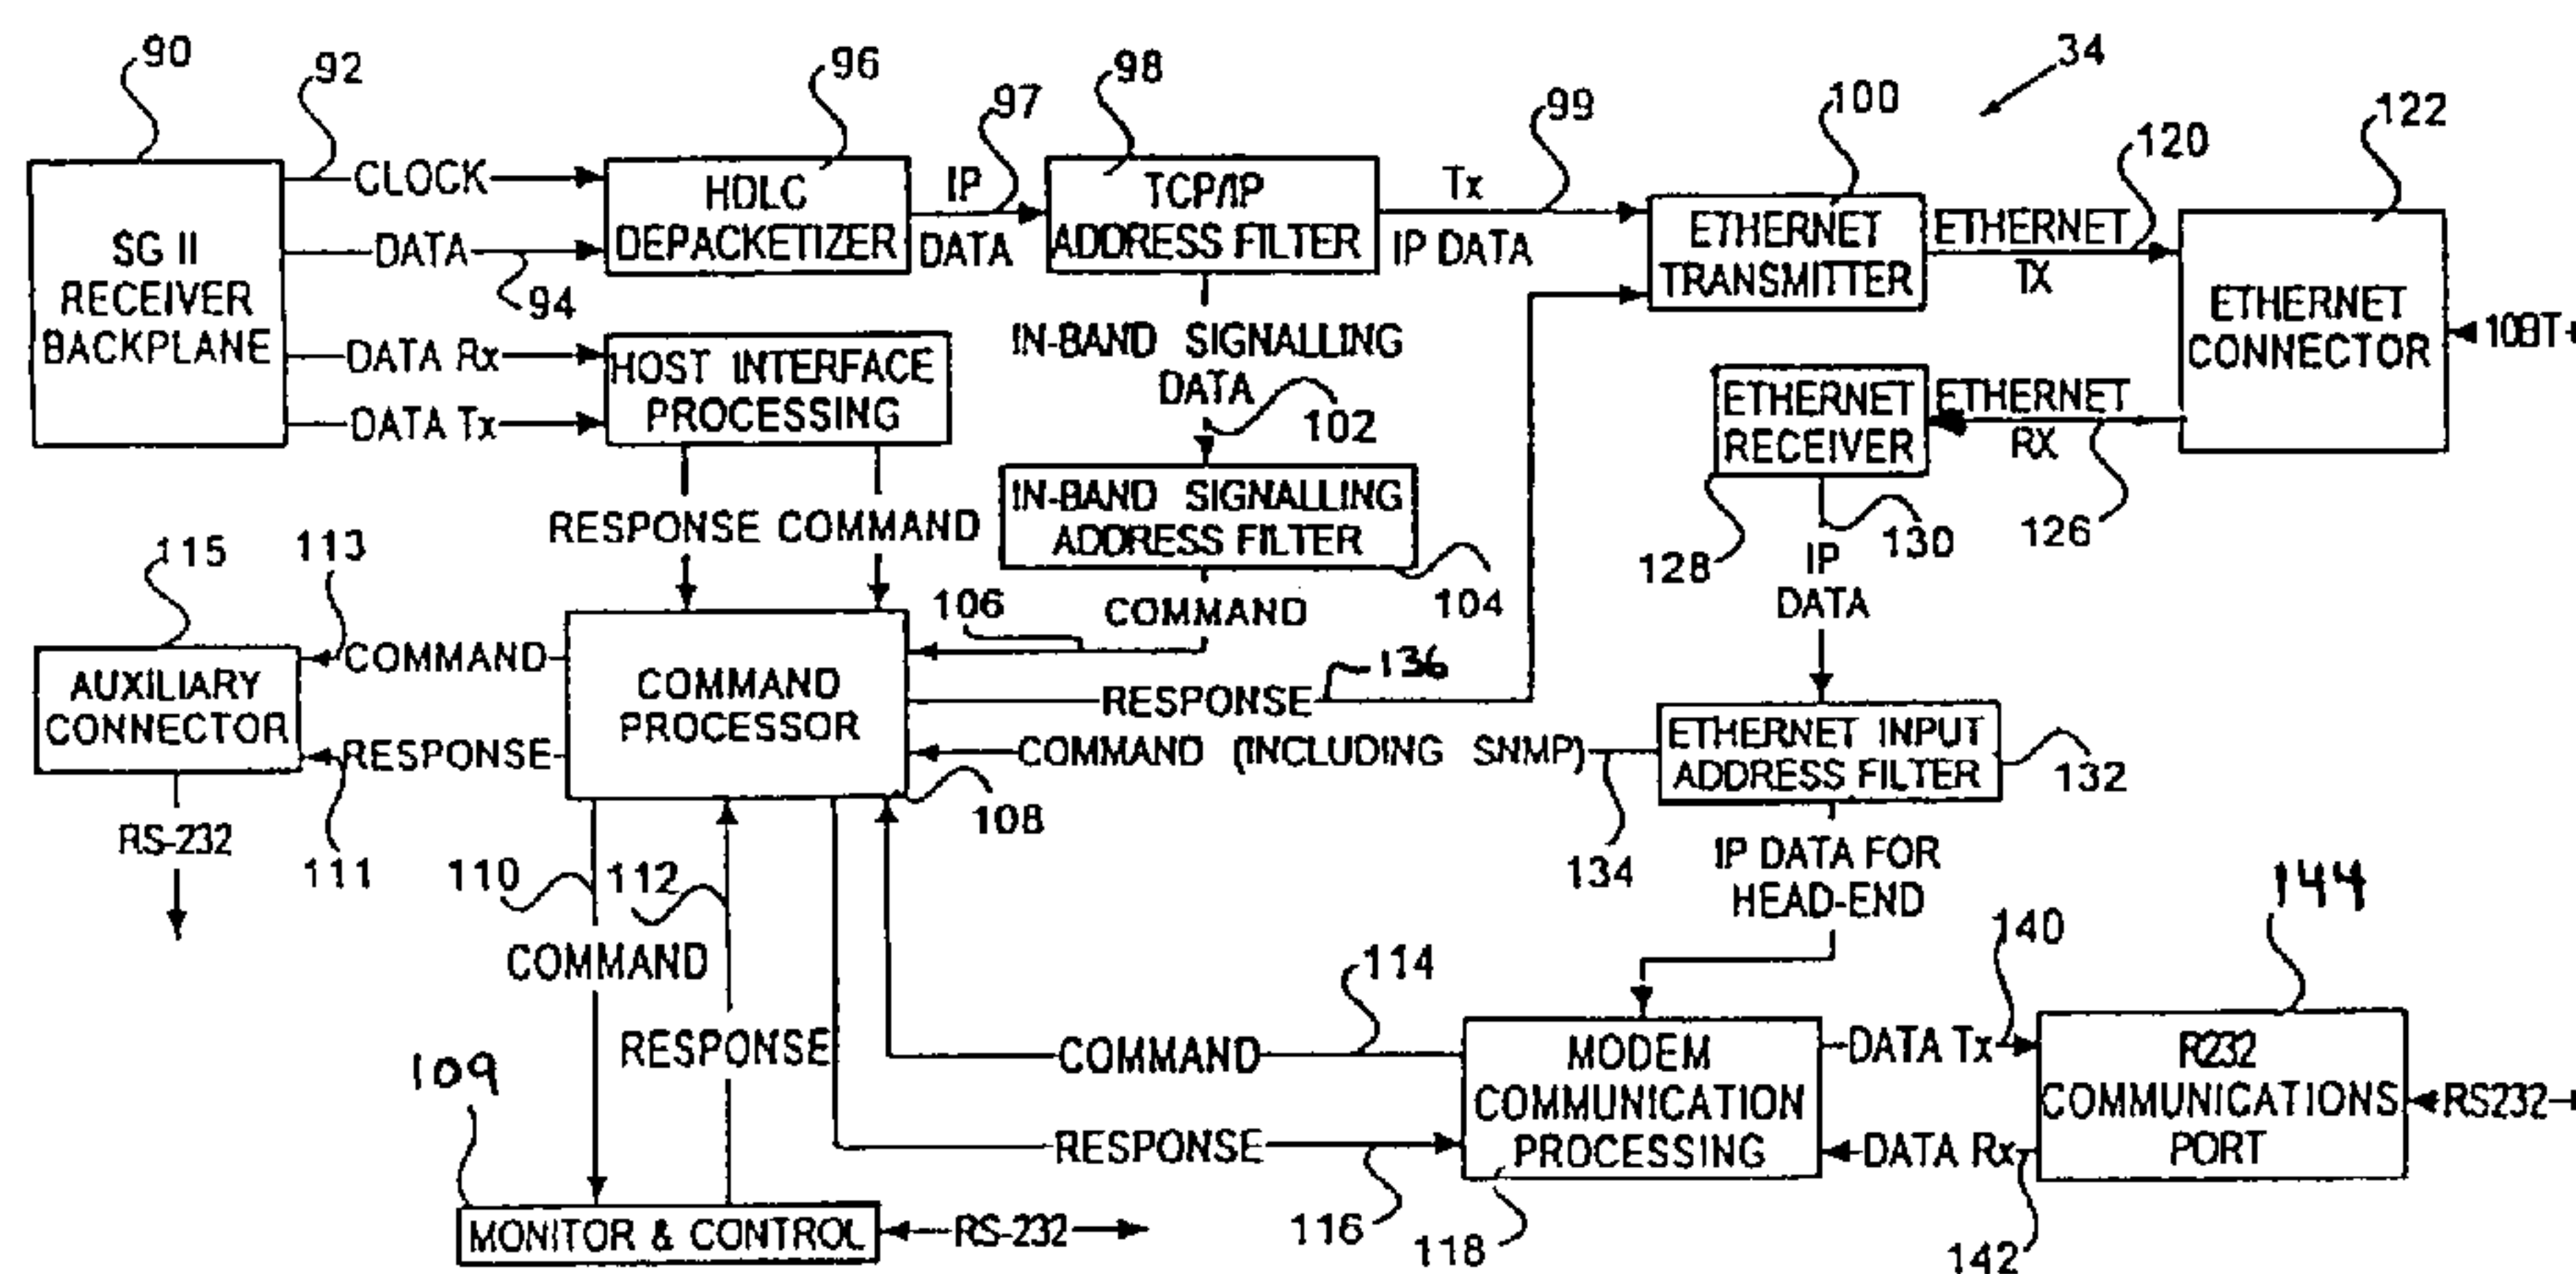 90
92
96
97
98
99
100
34
120
122
CLOCK
DATA
94
SG II
RECEIVER
BACKPLANE
HDLC
DEPACKETIZER
IP
DATA
TCP/IP
ADDRESS FILTER
Tx
IP DATA
ETHERNET
TRANSMITTER
ETHERNET
TX
ETHERNET
CONNECTOR
10BT
DATA Rx
DATA Tx
HOST INTERFACE
PROCESSING
IN-BAND SIGNALLING
DATA
102
ETHERNET
RECEIVER
ETHERNET
RX
126
128
130
IP
DATA
RESPONSE COMMAND
IN-BAND SIGNALLING
ADDRESS FILTER
104
COMMAND
106
115
113
AUXILIARY
CONNECTOR
COMMAND
RESPONSE
111
RS-232
COMMAND
PROCESSOR
108
RESPONSE
136
COMMAND (INCLUDING SNMP)
134
ETHERNET INPUT
ADDRESS FILTER
132
IP DATA FOR
HEAD-END
110
112
COMMAND
RESPONSE
109
MONITOR & CONTROL
RS-232
COMMAND
114
RESPONSE
116
MODEM
COMMUNICATION
PROCESSING
118
DATA Tx
140
DATA Rx
142
144
R232
COMMUNICATIONS
PORT
RS232